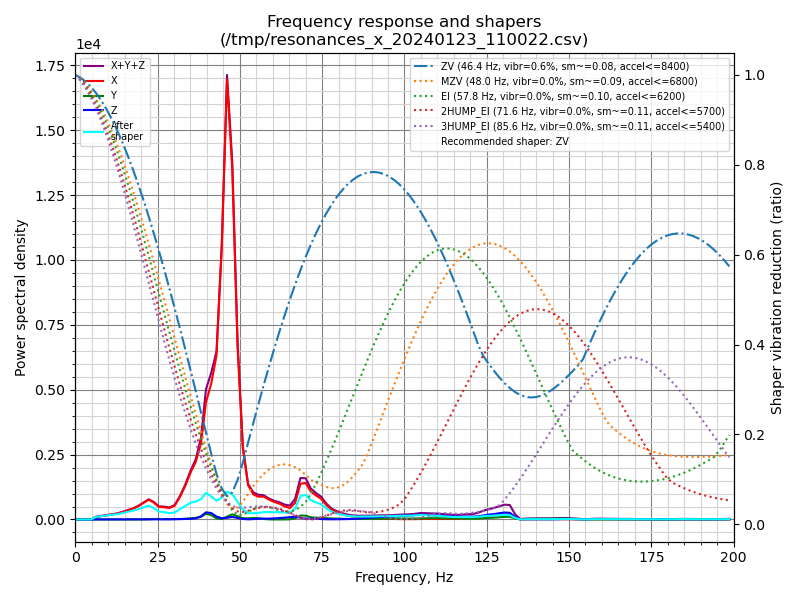 Frequency response and shapers
(/tmp/resonances_x_20240123_110022.csv)
1e4
X+Y+Z
X
Y
Z
After
shaper
ZV (46.4 Hz, vibr=0.6%, sm~=0.08, accel<=8400)
MZV (48.0 Hz, vibr=0.0%, sm~=0.09, accel<=6800)
EI (57.8 Hz, vibr=0.0%, sm~=0.10, accel<=6200)
2HUMP_EI (71.6 Hz, vibr=0.0%, sm~=0.11, accel<=5700)
3HUMP_EI (85.6 Hz, vibr=0.0%, sm~=0.11, accel<=5400)
Recommended shaper: ZV
Power spectral density
1.75
1.50
1.25
1.00
0.75
0.50
0.25
0.00
1.0
0.8
0.6
0.4
0.2
0.0
Shaper vibration reduction (ratio)
0 25 50 75 100 125 150 175 200
Frequency, Hz